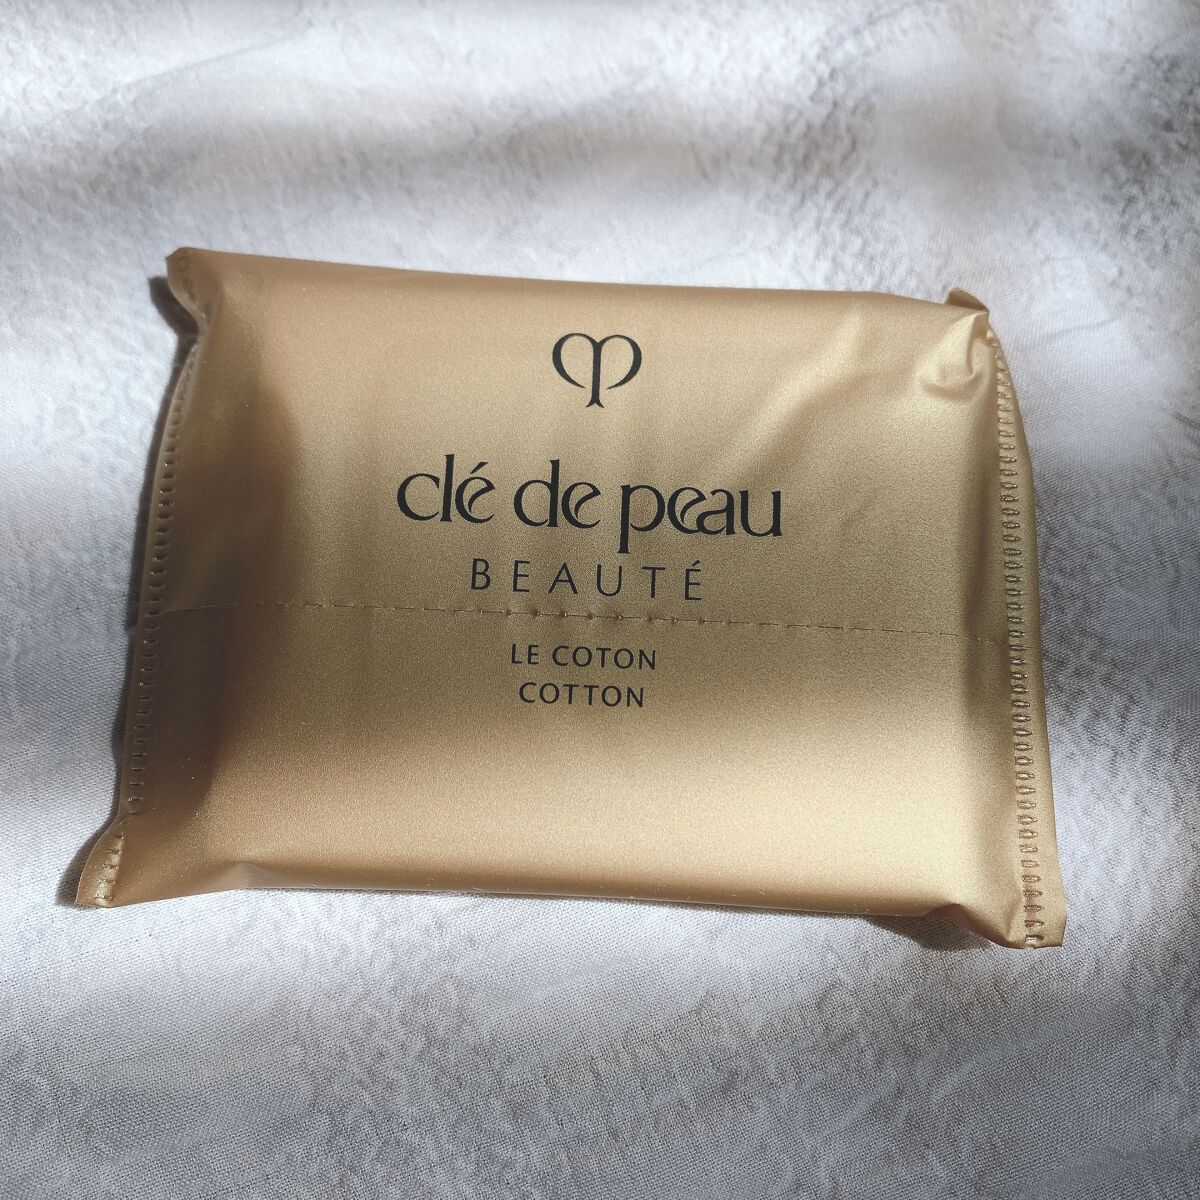 clé de peau
BEAUTÉ
LE COTON
COTTON